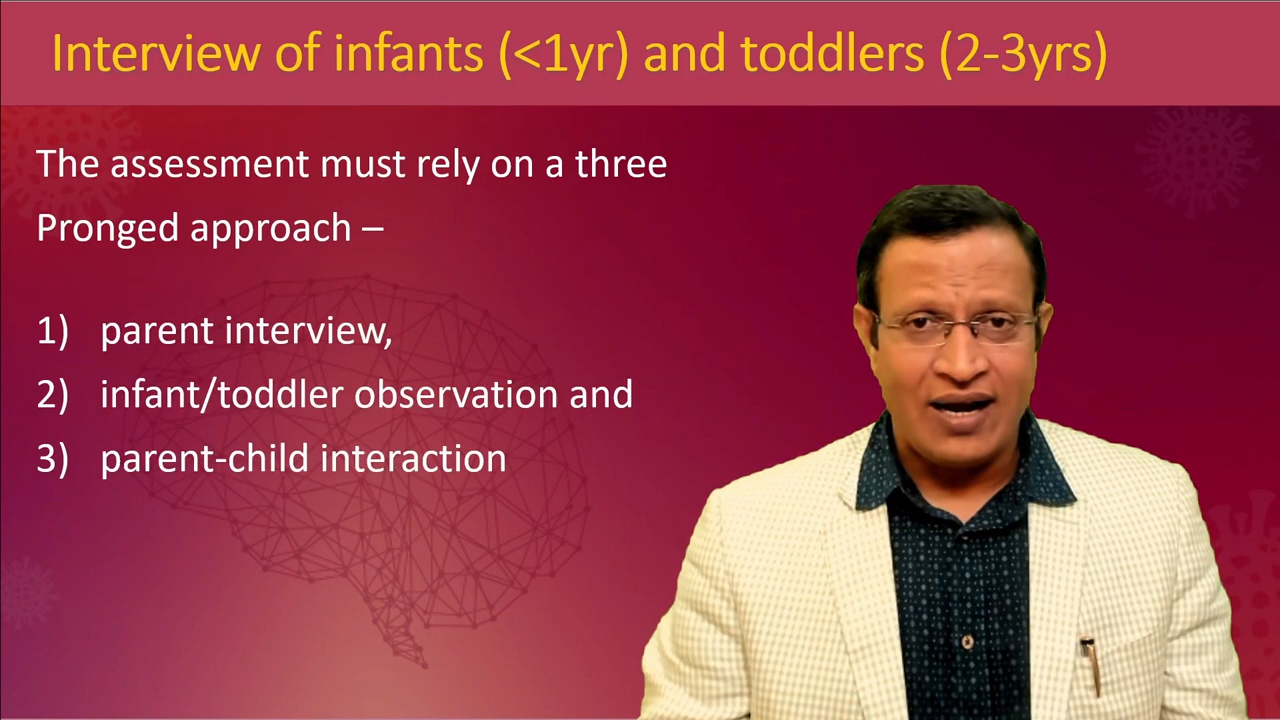 Interview of infants (<1yr) and toddlers (2-3yrs)
The assessment must rely on a three
Pronged approach –
1) parent interview,
2) infant/toddler observation and
3) parent-child interaction